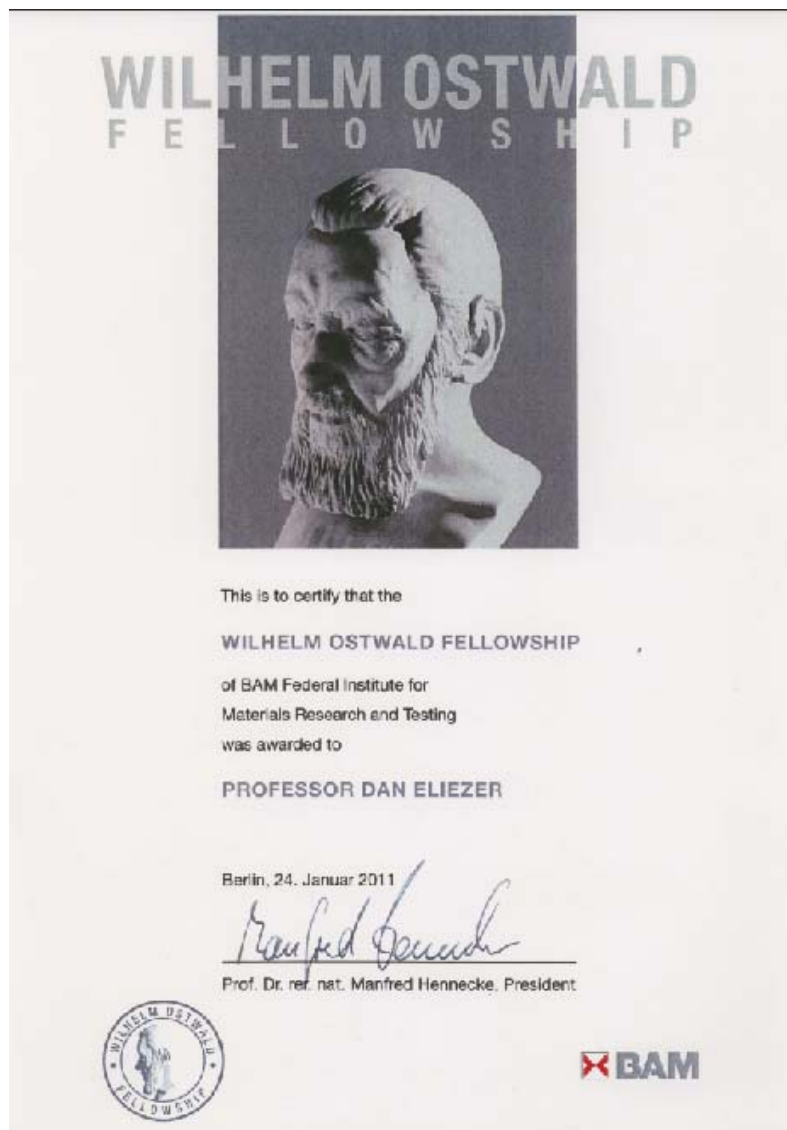 WILHELM OSTWALD
FELLOWSHIP
This is to certify that the
WILHELM OSTWALD FELLOWSHIP
of BAM Federal Institute for
Materials Research and Testing
was awarded to
PROFESSOR DAN ELIEZER
Berlin, 24. Januar 2011
Manfred Hennecke
Prof. Dr. rer. nat. Manfred Hennecke, President
WILHELM OSTWALD
FELLOWSHIP
BAM